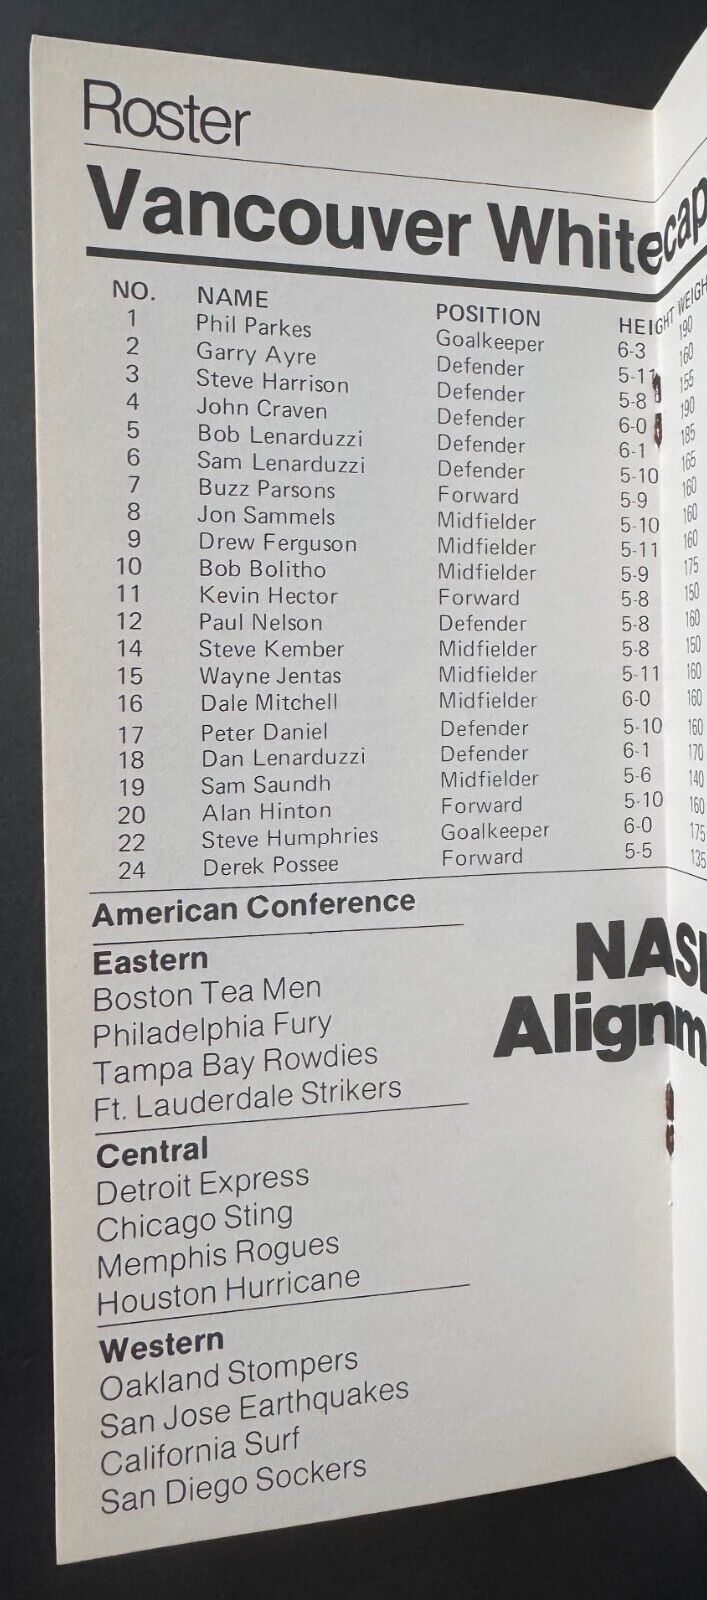 Roster
Vancouver Whitecap
NO. NAME POSITION HEIGHT WEIGH
1 Phil Parkes Goalkeeper 6-3 190
2 Garry Ayre Defender 5-11 160
3 Steve Harrison Defender 5-8 155
4 John Craven Defender 6-0 190
5 Bob Lenarduzzi Defender 6-1 185
6 Sam Lenarduzzi Defender 5-10 165
7 Buzz Parsons Forward 5-9 160
8 Jon Sammels Midfielder 5-10 160
9 Drew Ferguson Midfielder 5-11 160
10 Bob Bolitho Midfielder 5-9 175
11 Kevin Hector Forward 5-8 150
12 Paul Nelson Defender 5-8 160
14 Steve Kember Midfielder 5-8 150
15 Wayne Jentas Midfielder 5-11 160
16 Dale Mitchell Midfielder 6-0 160
17 Peter Daniel Defender 5-10 160
18 Dan Lenarduzzi Defender 6-1 170
19 Sam Saundh Midfielder 5-6 140
20 Alan Hinton Forward 5-10 160
22 Steve Humphries Goalkeeper 6-0 175
24 Derek Possee Forward 5-5 135
American Conference
NASL
Alignm
Eastern
Boston Tea Men
Philadelphia Fury
Tampa Bay Rowdies
Ft. Lauderdale Strikers
Central
Detroit Express
Chicago Sting
Memphis Rogues
Houston Hurricane
Western
Oakland Stompers
San Jose Earthquakes
California Surf
San Diego Sockers